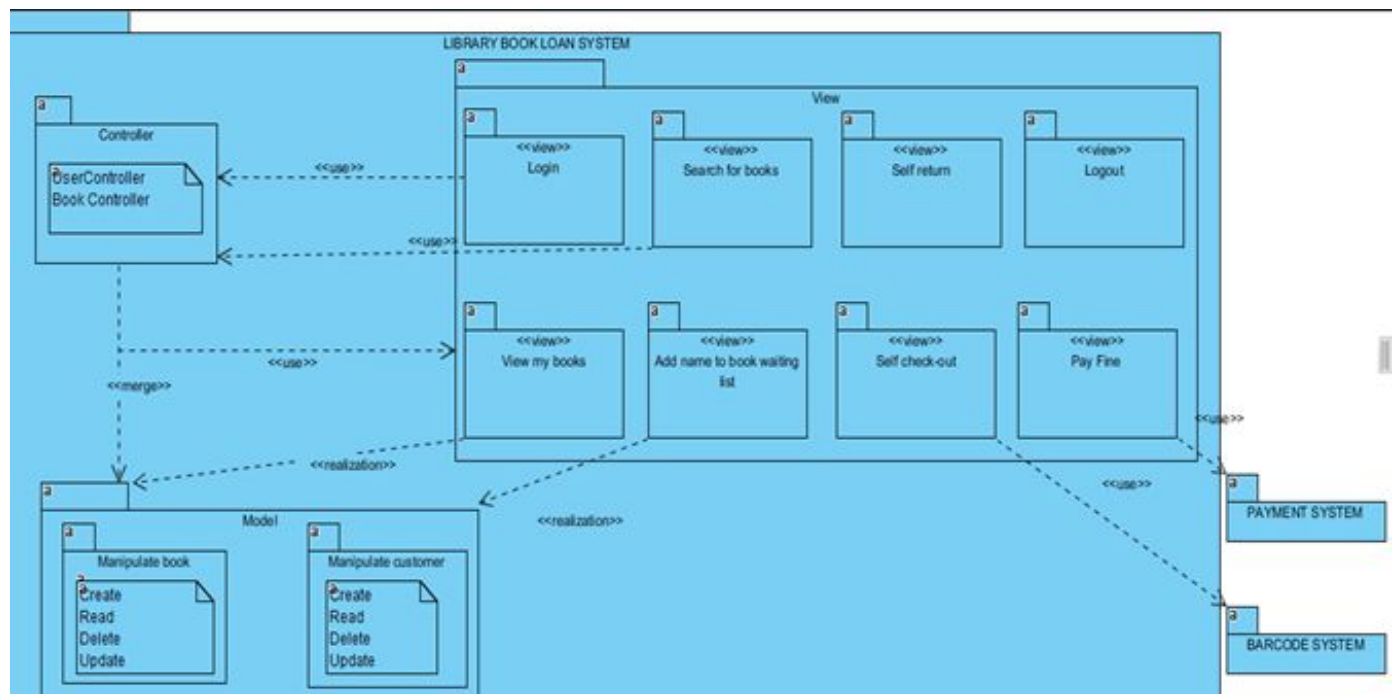 LIBRARY BOOK LOAN SYSTEM
a
View
a
Controller
a
UserController
Book Controller
<<use>>
<<use>>
a
<<view>>
Login
a
<<view>>
Search for books
a
<<view>>
Self return
a
<<view>>
Logout
a
<<view>>
View my books
a
<<view>>
Add name to book waiting
list
a
<<view>>
Self check-out
a
<<view>>
Pay Fine
<<use>>
<<merge>>
<<use>>
<<realization>>
<<use>>
<<realization>>
a
PAYMENT SYSTEM
a
Model
a
Manipulate book
a
a
Create
Read
Delete
Update
a
Manipulate customer
a
Create
Read
Delete
Update
a
BARCODE SYSTEM